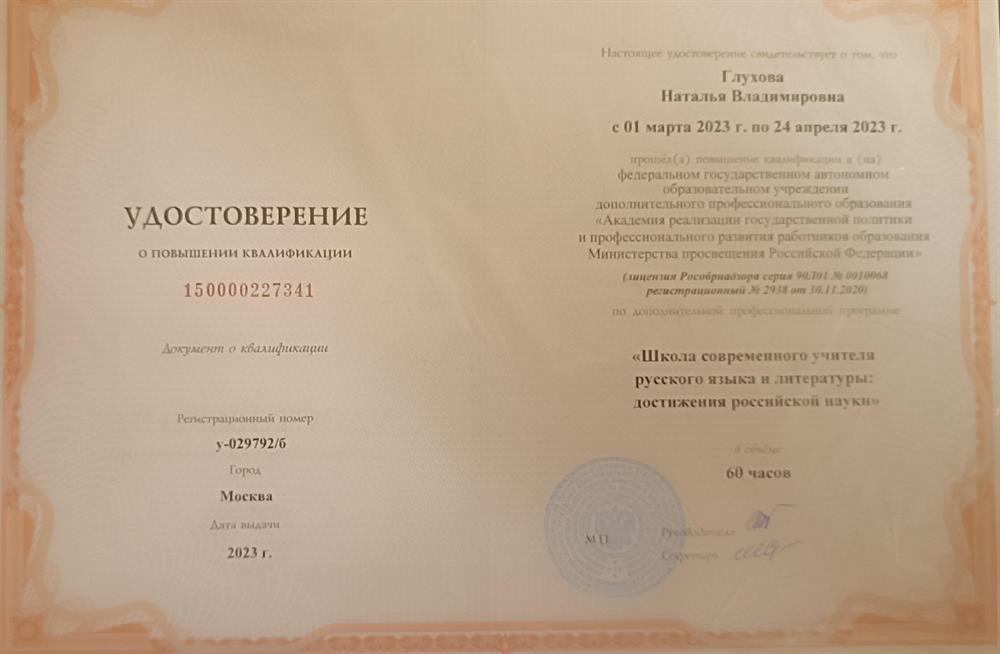 УДОСТОВЕРЕНИЕ
О ПОВЫШЕНИИ КВАЛИФИКАЦИИ
150000227341
Документ о квалификации
Регистрационный номер
у-029792/б
Город
Москва
Дата выдачи
2023 г.
Настоящее удостоверение свидетельствует о том, что
Глухова
Наталья Владимировна
с 01 марта 2023 г. по 24 апреля 2023 г.
прошёл(а) повышение квалификации в (на)
федеральном государственном автономном
образовательном учреждении
дополнительного профессионального образования
«Академия реализации государственной политики
и профессионального развития работников образования
Министерства просвещения Российской Федерации»
(лицензия Рособрнадзора серия 90Л01 № 0010068
регистрационный № 2938 от 30.11.2020)
по дополнительной профессиональной программе
«Школа современного учителя
русского языка и литературы:
достижения российской науки»
в объёме
60 часов
М П
Руководитель
Секретарь